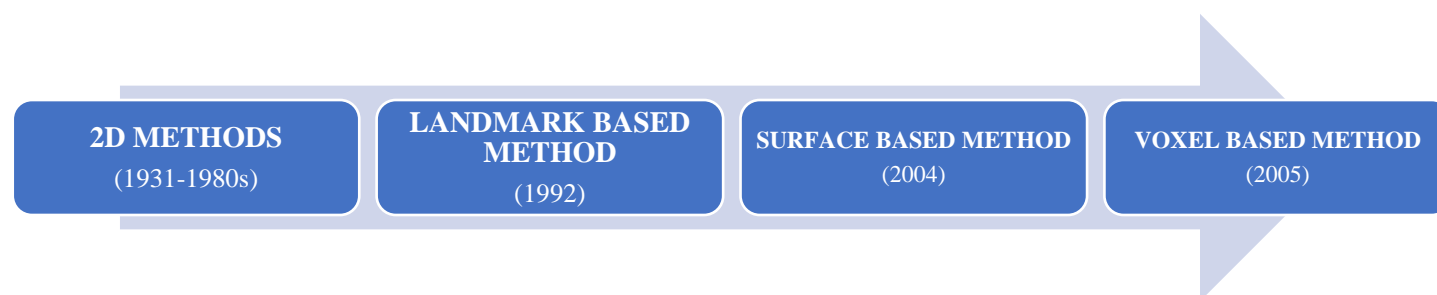 2D METHODS
(1931-1980s)
LANDMARK BASED
METHOD
(1992)
SURFACE BASED METHOD
(2004)
VOXEL BASED METHOD
(2005)